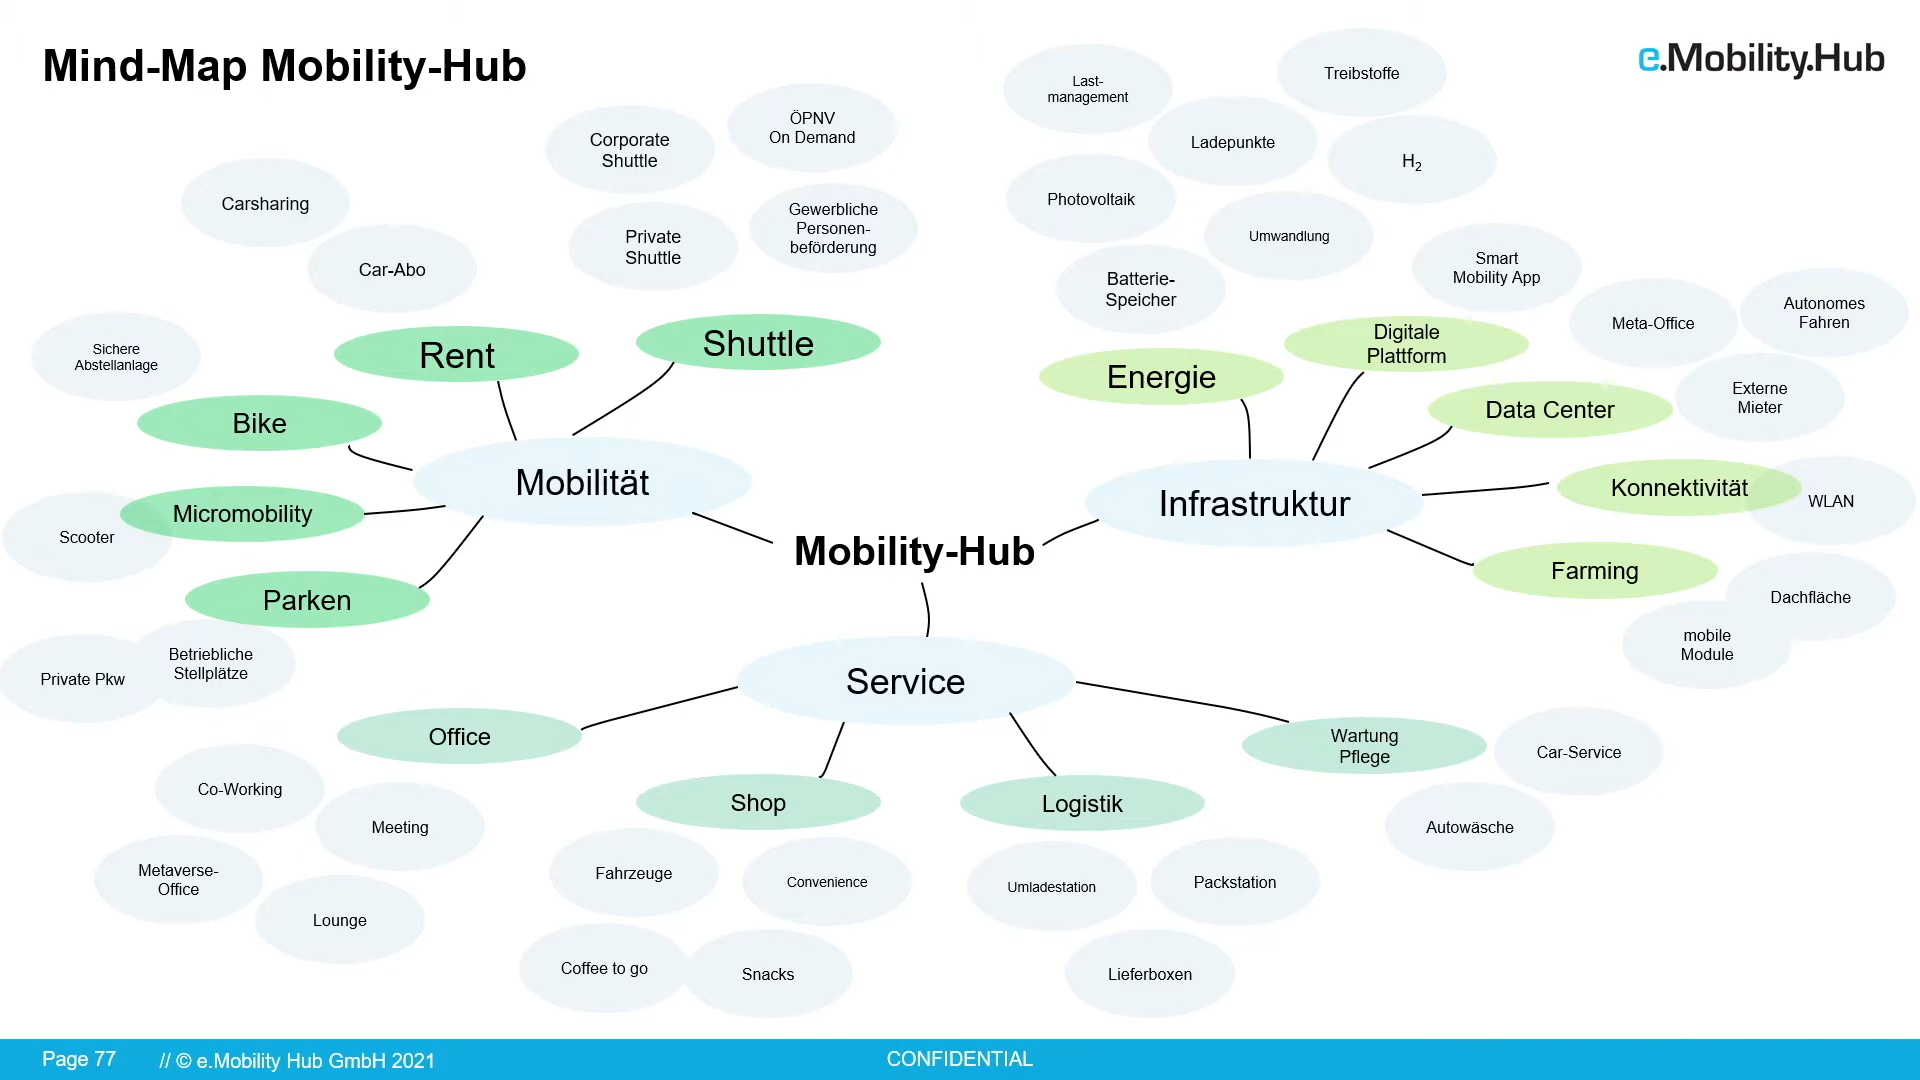 Mind-Map Mobility-Hub
e.Mobility.Hub
Carsharing
Car-Abo
Corporate
Shuttle
ÖPNV
On Demand
Private
Shuttle
Gewerbliche
Personen-
beförderung
Sichere
Abstellanlage
Rent
Shuttle
Bike
Micromobility
Scooter
Parken
Private Pkw
Betriebliche
Stellplätze
Mobilität
Last-
management
Treibstoffe
Ladepunkte
H₂
Photovoltaik
Umwandlung
Batterie-
Speicher
Smart
Mobility App
Meta-Office
Autonomes
Fahren
Externe
Mieter
Energie
Digitale
Plattform
Data Center
Konnektivität
WLAN
Farming
Dachfläche
mobile
Module
Infrastruktur
Mobility-Hub
Service
Office
Co-Working
Meeting
Metaverse-
Office
Lounge
Shop
Fahrzeuge
Convenience
Coffee to go
Snacks
Logistik
Umladestation
Packstation
Lieferboxen
Wartung
Pflege
Car-Service
Autowäsche
Page 77 // © e.Mobility Hub GmbH 2021
CONFIDENTIAL